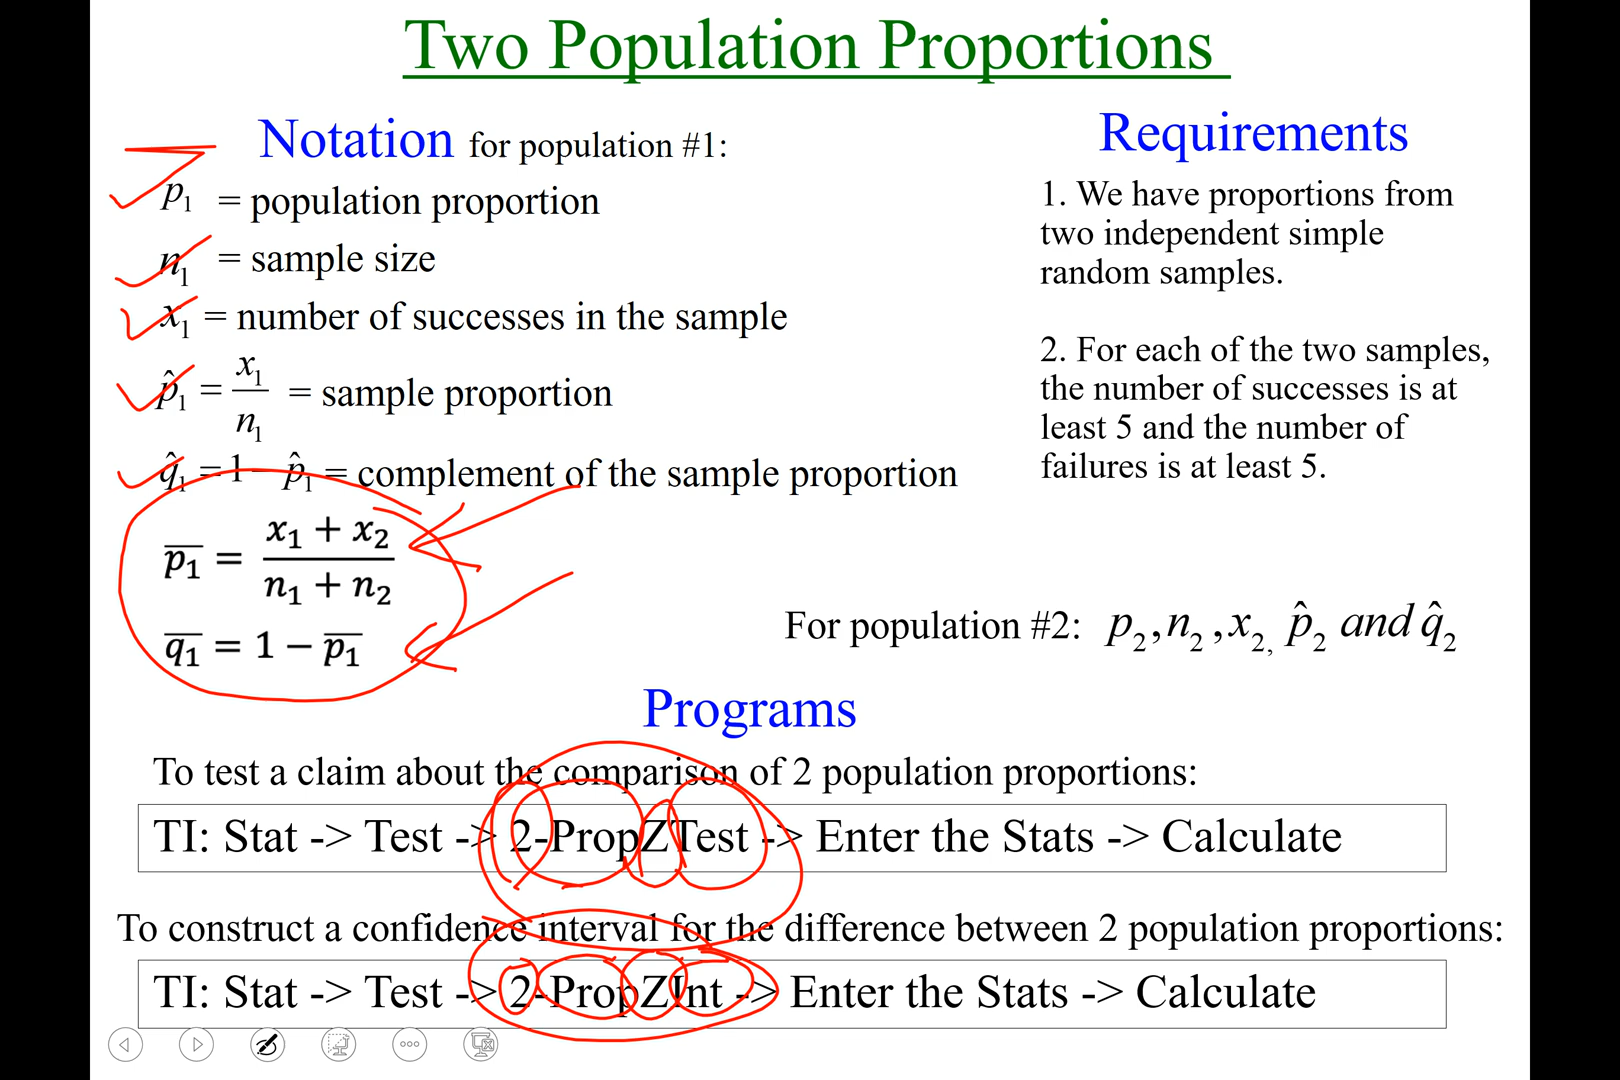 Two Population Proportions
Notation for population #1:
p₁ = population proportion
n₁ = sample size
x₁ = number of successes in the sample
p̂₁ = x₁/n₁ = sample proportion
q̂₁ = 1 − p̂₁ = complement of the sample proportion
p̅₁ = (x₁ + x₂)/(n₁ + n₂)
q̅₁ = 1 − p̅₁
Requirements
1. We have proportions from
two independent simple
random samples.
2. For each of the two samples,
the number of successes is at
least 5 and the number of
failures is at least 5.
For population #2: p₂,n₂,x₂, p̂₂ and q̂₂
Programs
To test a claim about the comparison of 2 population proportions:
TI: Stat -> Test -> 2-PropZTest -> Enter the Stats -> Calculate
To construct a confidence interval for the difference between 2 population proportions:
TI: Stat -> Test -> 2-PropZInt -> Enter the Stats -> Calculate